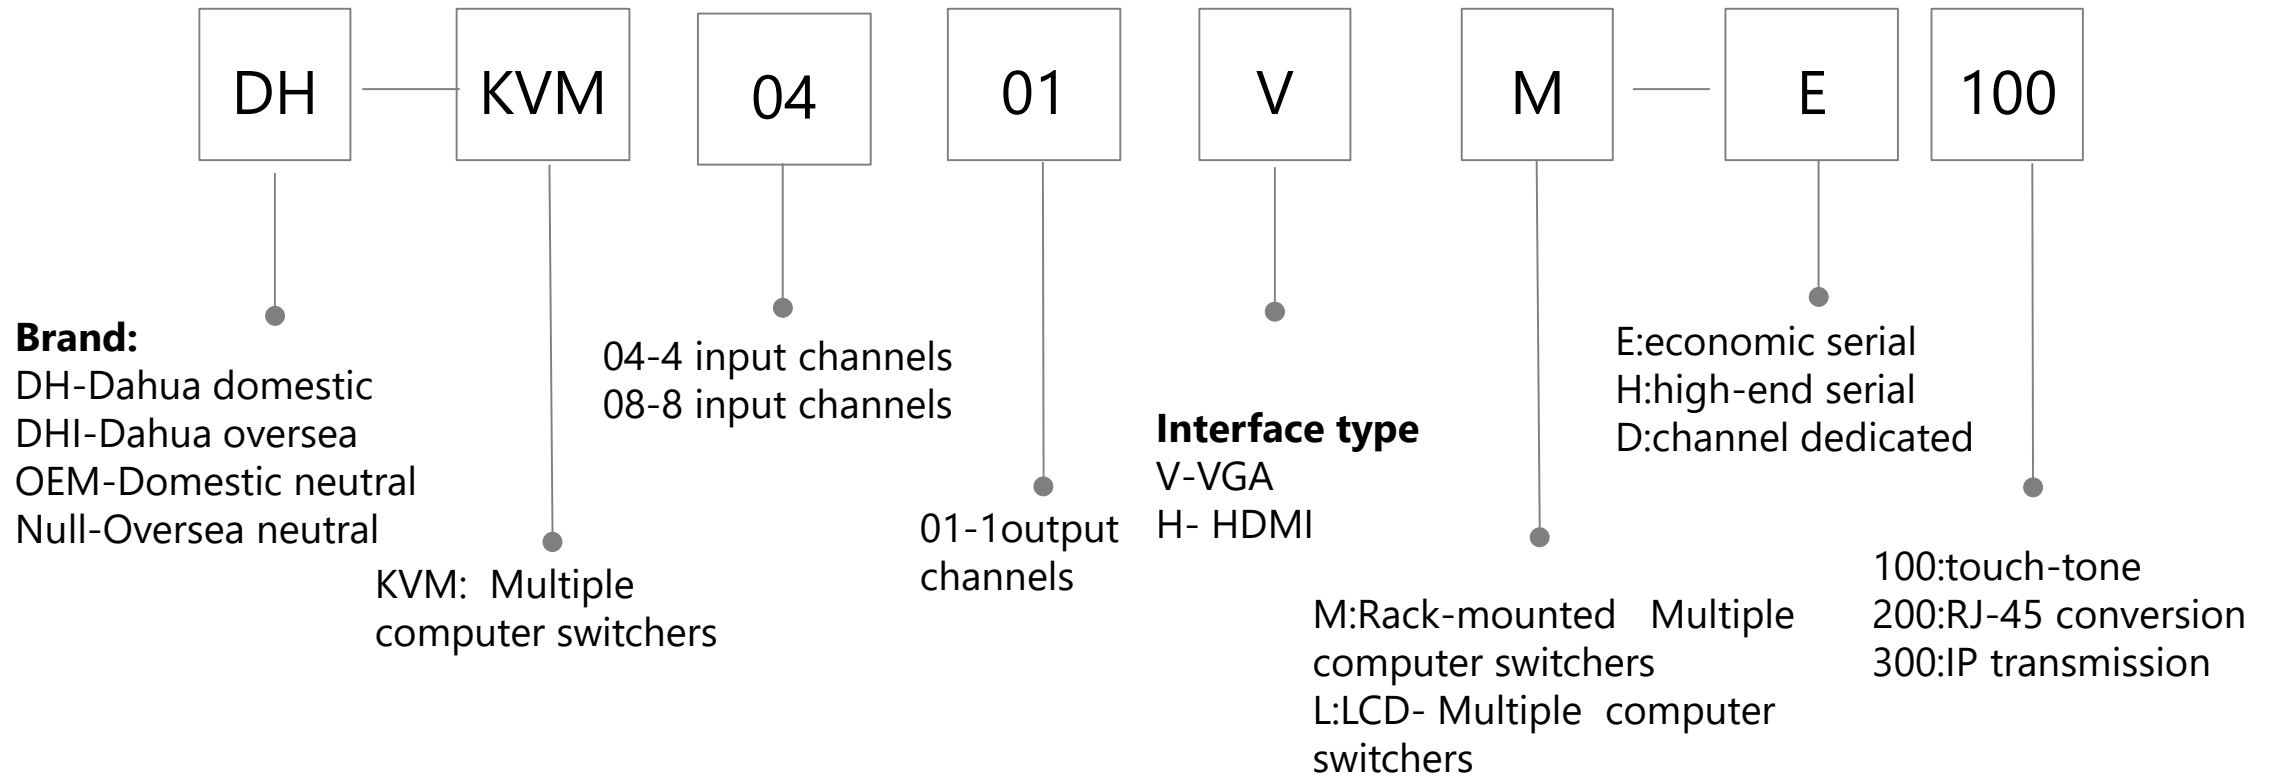 DH
KVM
04
01
V
M
E
100
Brand:
DH-Dahua domestic
DHI-Dahua oversea
OEM-Domestic neutral
Null-Oversea neutral
KVM: Multiple
computer switchers
04-4 input channels
08-8 input channels
01-1output
channels
Interface type
V-VGA
H- HDMI
M:Rack-mounted Multiple
computer switchers
L:LCD- Multiple computer
switchers
E:economic serial
H:high-end serial
D:channel dedicated
100:touch-tone
200:RJ-45 conversion
300:IP transmission